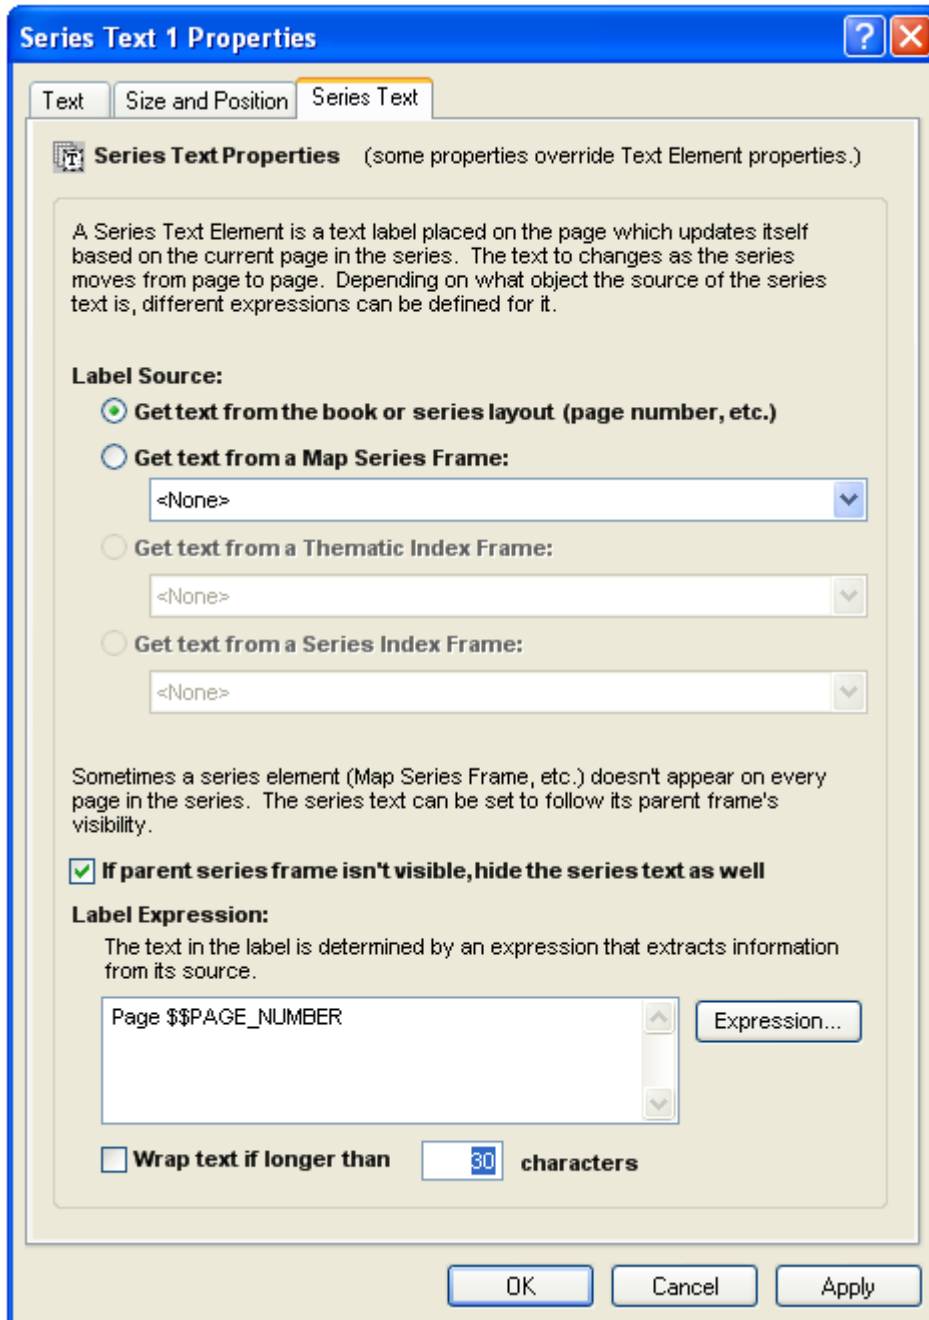 Series Text 1 Properties
Text Size and Position Series Text
Series Text Properties (some properties override Text Element properties.)
A Series Text Element is a text label placed on the page which updates itself
based on the current page in the series. The text to changes as the series
moves from page to page. Depending on what object the source of the series
text is, different expressions can be defined for it.
Label Source:
Get text from the book or series layout (page number, etc.)
Get text from a Map Series Frame:
<None>
Get text from a Thematic Index Frame:
<None>
Get text from a Series Index Frame:
<None>
Sometimes a series element (Map Series Frame, etc.) doesn't appear on every
page in the series. The series text can be set to follow its parent frame's
visibility.
If parent series frame isn't visible, hide the series text as well
Label Expression:
The text in the label is determined by an expression that extracts information
from its source.
Page $$PAGE_NUMBER
Expression...
Wrap text if longer than 30 characters
OK Cancel Apply